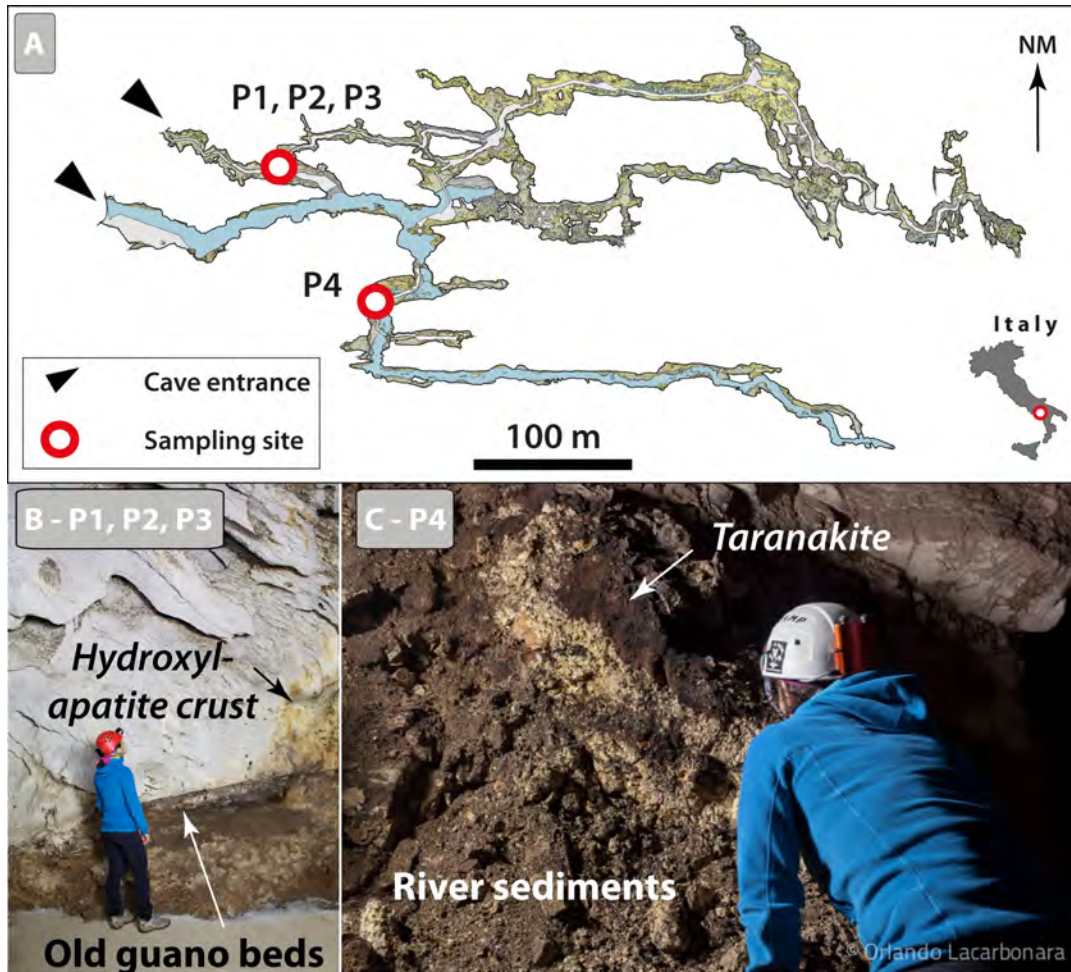 A
NM
P1, P2, P3
P4
Italy
Cave entrance
Sampling site
100 m
B - P1, P2, P3
C - P4
Taranakite
Hydroxyl-
apatite crust
River sediments
Old guano beds
© Orlando Lacarbonara